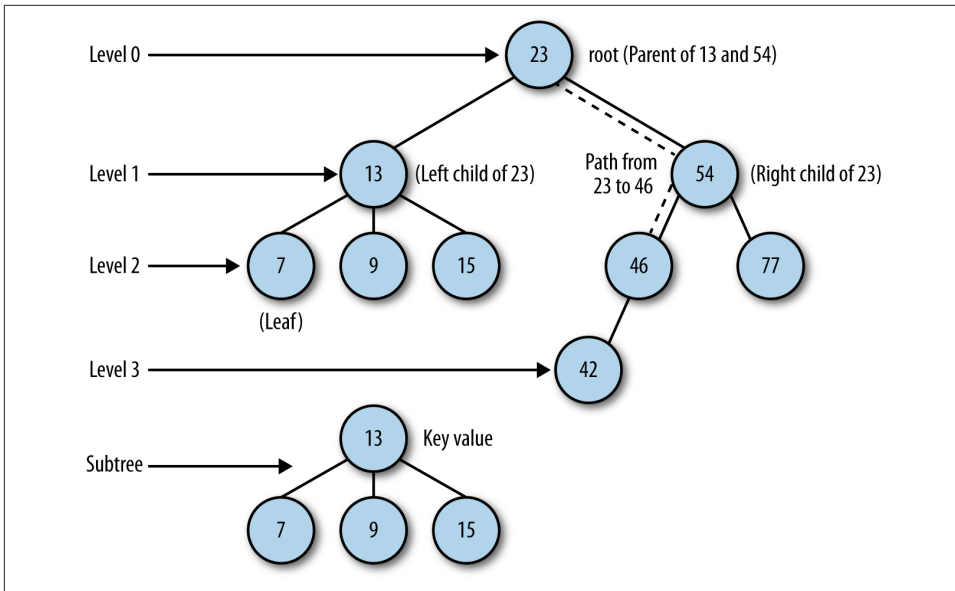 Level 0
23
root (Parent of 13 and 54)
Level 1
13
(Left child of 23)
Path from
23 to 46
54
(Right child of 23)
Level 2
7
9
15
46
77
(Leaf)
Level 3
42
13
Key value
Subtree
7
9
15